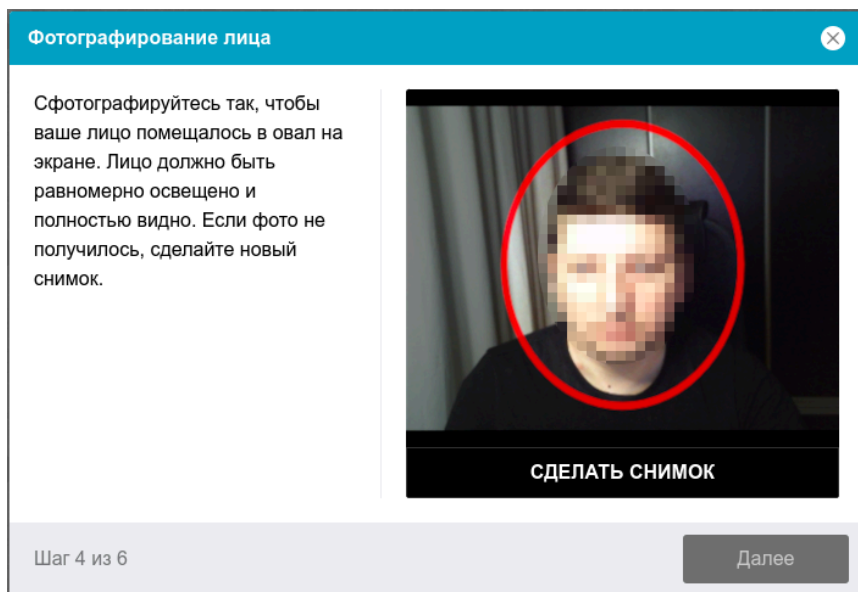 Фотографирование лица
Сфотографируйтесь так, чтобы
ваше лицо помещалось в овал на
экране. Лицо должно быть
равномерно освещено и
полностью видно. Если фото не
получилось, сделайте новый
снимок.
СДЕЛАТЬ СНИМОК
Шаг 4 из 6
Далее